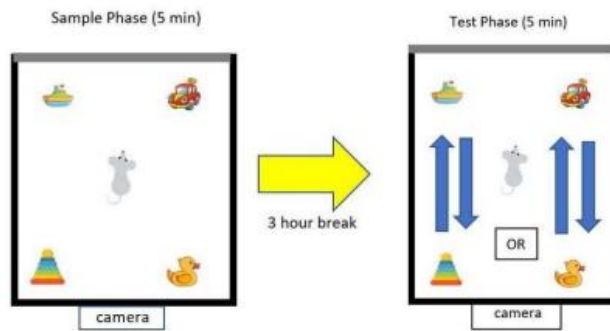 Sample Phase (5 min)
Test Phase (5 min)
3 hour break
OR
camera
camera